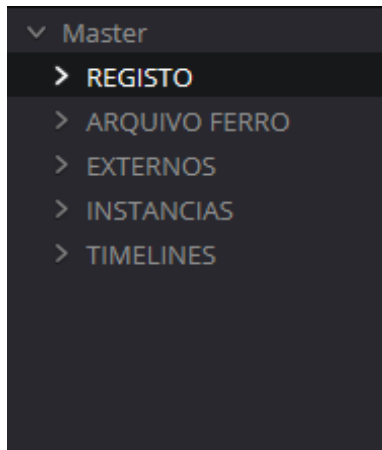 Master
REGISTO
ARQUIVO FERRO
EXTERNOS
INSTANCIAS
TIMELINES